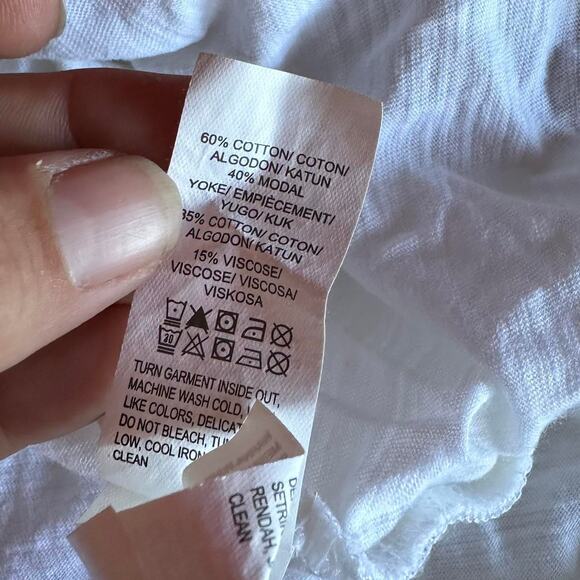 60% COTTON/ COTON/
ALGODON/ KATUN
40% MODAL
YOKE/ EMPIÈCEMENT/
YUGO/ KUK
85% COTTON/ COTON/
ALGODON/ KATUN
15% VISCOSE/
VISCOSE/ VISCOSA/
VISKOSA
30
TURN GARMENT INSIDE OUT,
MACHINE WASH COLD,
LIKE COLORS,
DO NOT BLEACH,
LOW, COOL IRON
CLEAN
RENDAH,
CLEAN